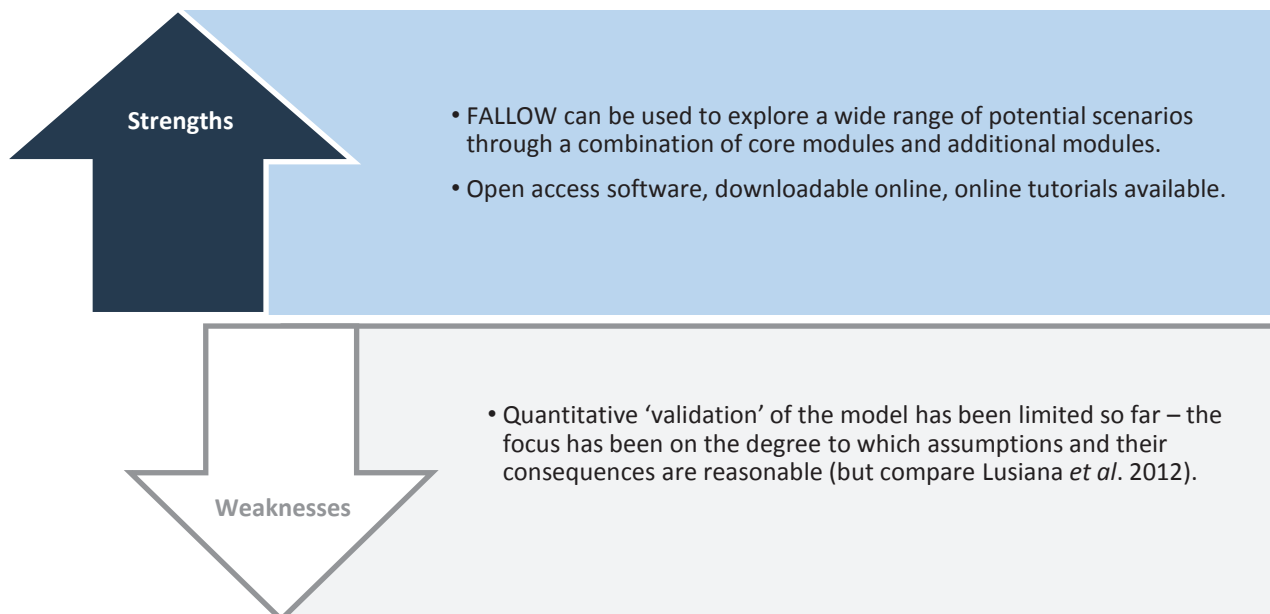 Strengths
• FALLOW can be used to explore a wide range of potential scenarios
through a combination of core modules and additional modules.
• Open access software, downloadable online, online tutorials available.
• Quantitative ‘validation’ of the model has been limited so far – the
focus has been on the degree to which assumptions and their
consequences are reasonable (but compare Lusiana et al. 2012).
Weaknesses